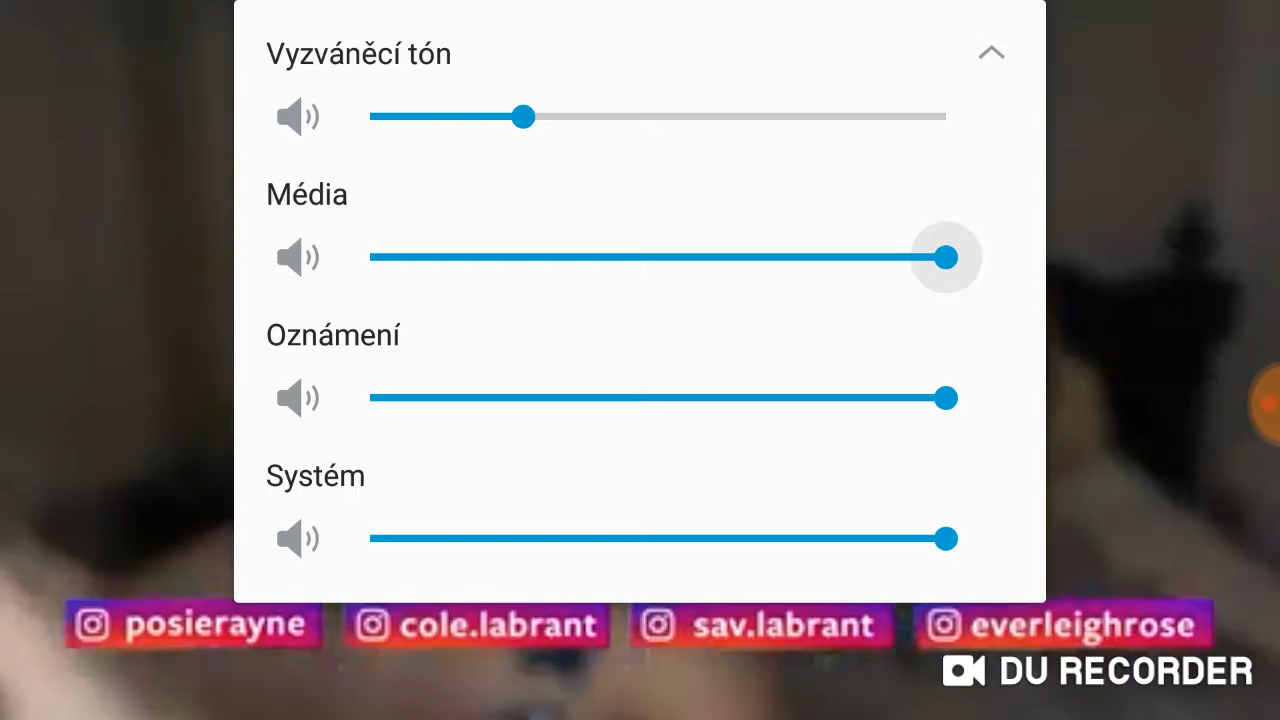 Vyzváněcí tón
Média
Oznámení
Systém
posierayne cole.labrant sav.labrant everleighrose
DU RECORDER